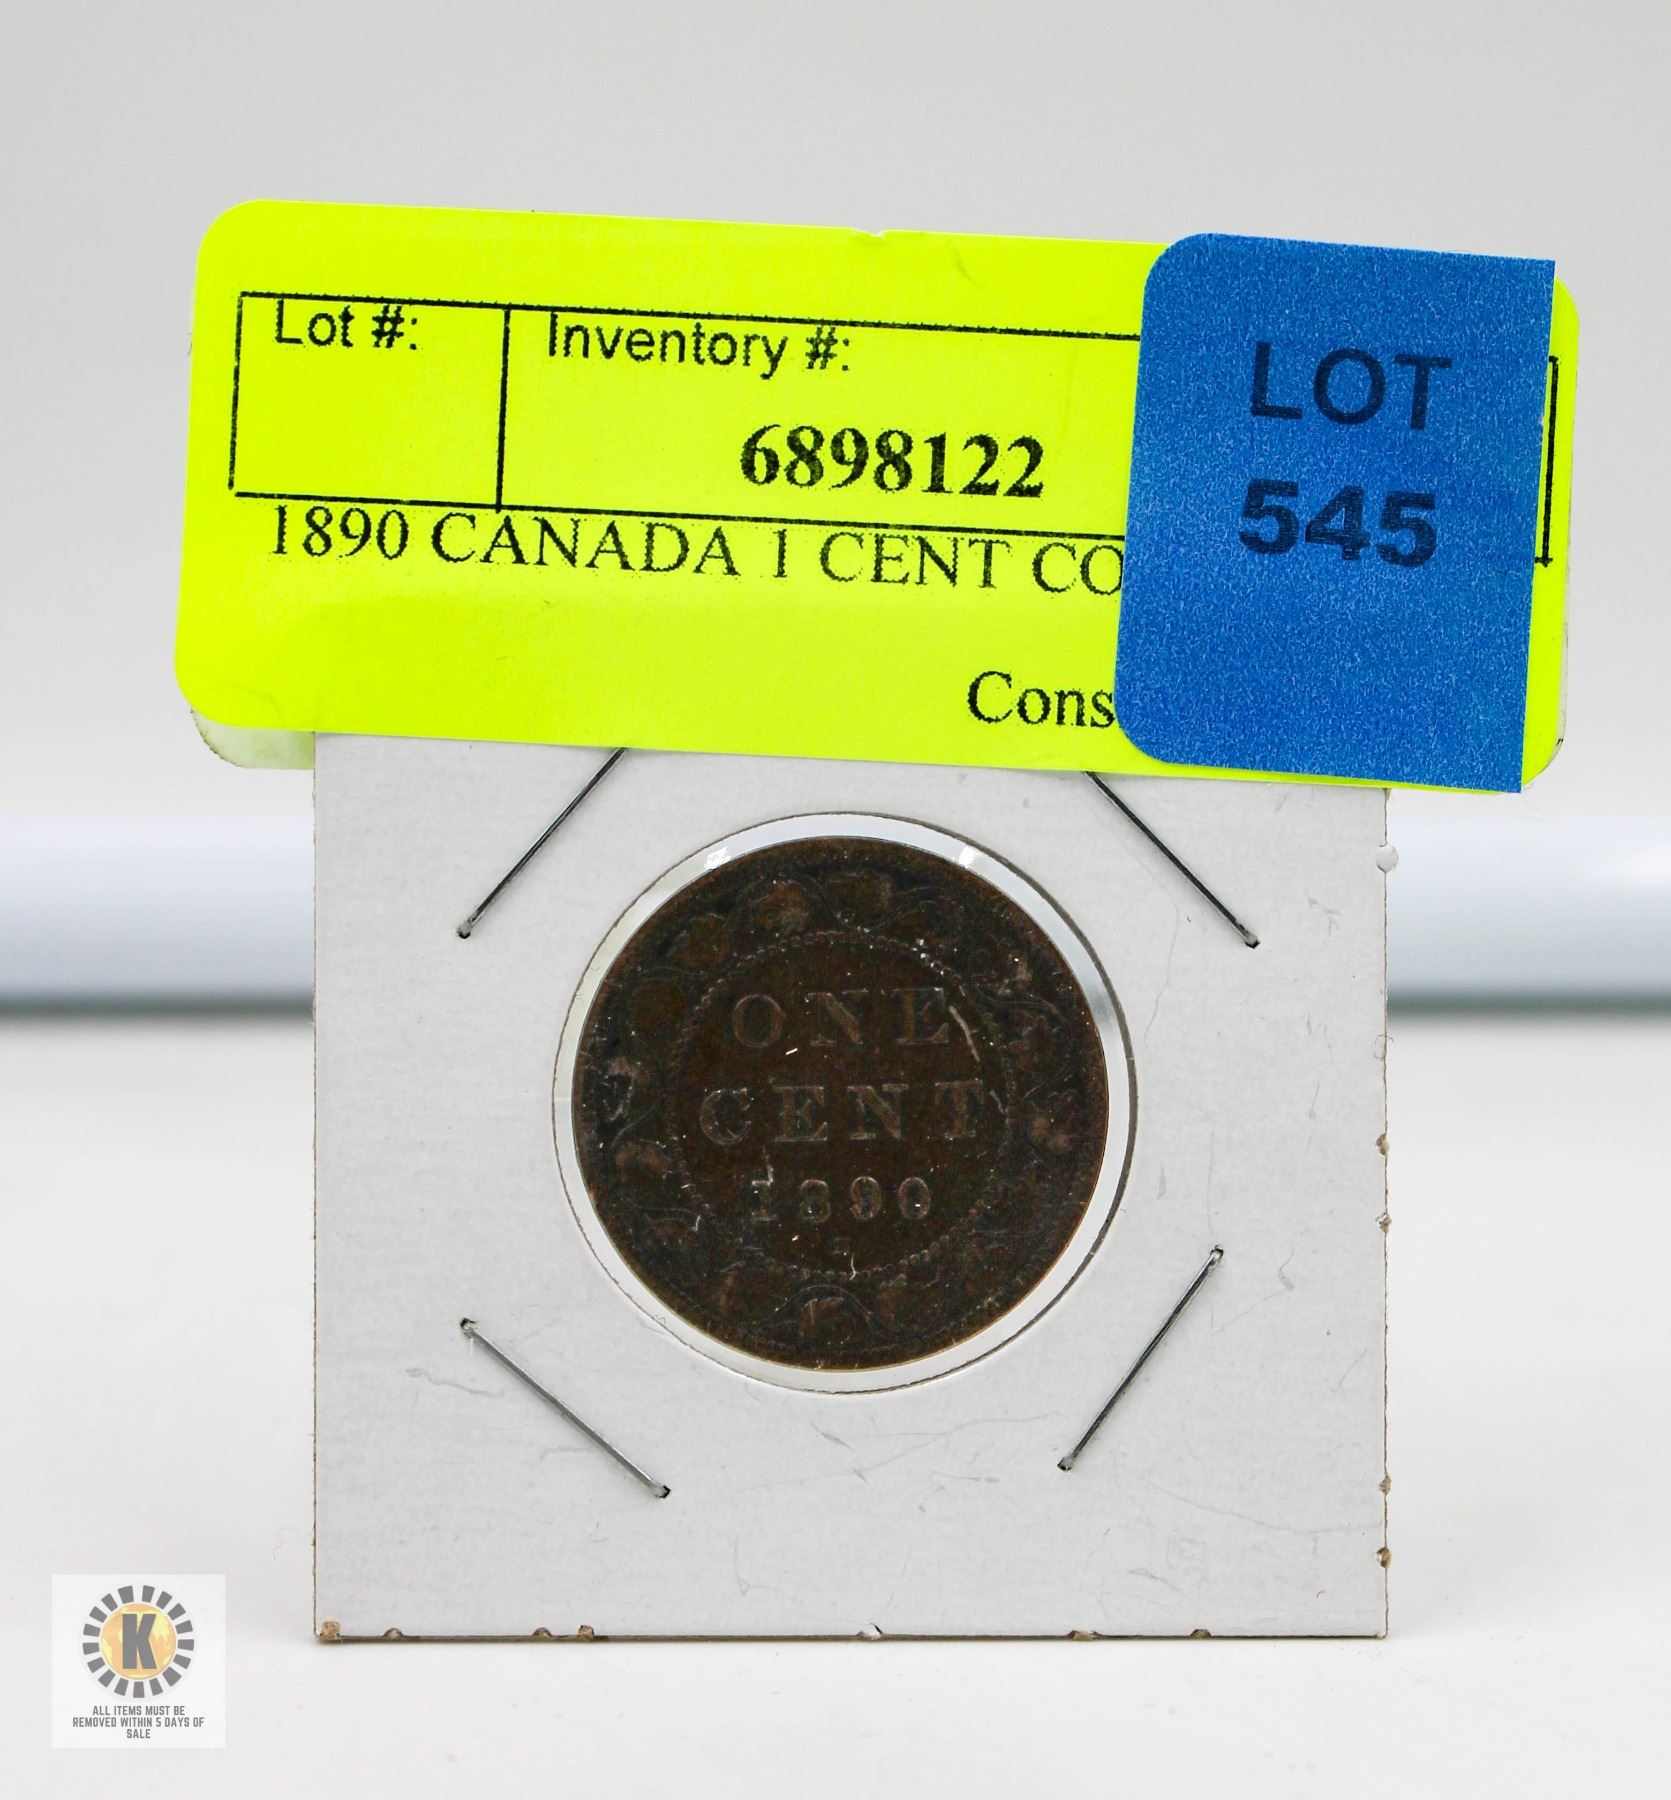 Lot #:
Inventory #:
6898122
1890 CANADA 1 CENT CO
Cons
LOT
545
ONE
CENT
1890
H
K
ALL ITEMS MUST BE
REMOVED WITHIN 5 DAYS OF
SALE